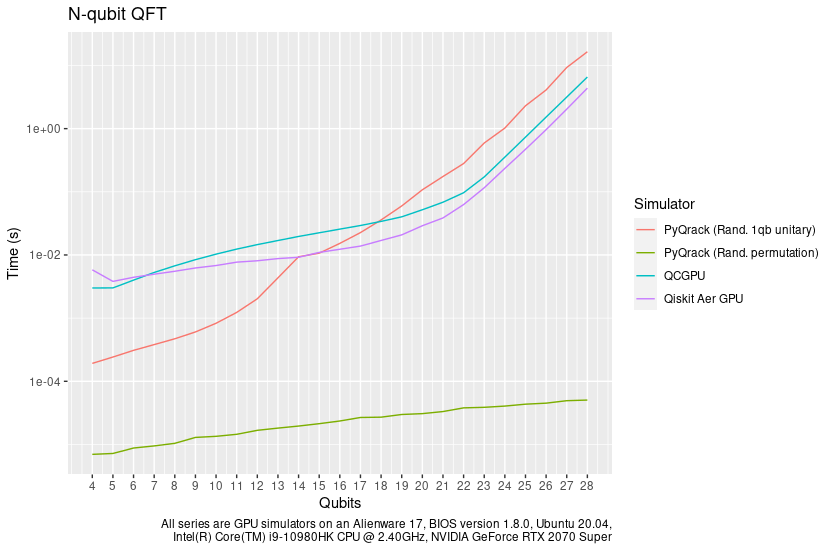 N-qubit QFT
Time (s)
1e+00
1e-02
1e-04
4 5 6 7 8 9 10 11 12 13 14 15 16 17 18 19 20 21 22 23 24 25 26 27 28
Qubits
Simulator
PyQrack (Rand. 1qb unitary)
PyQrack (Rand. permutation)
QCGPU
Qiskit Aer GPU
All series are GPU simulators on an Alienware 17, BIOS version 1.8.0, Ubuntu 20.04,
Intel(R) Core(TM) i9-10980HK CPU @ 2.40GHz, NVIDIA GeForce RTX 2070 Super